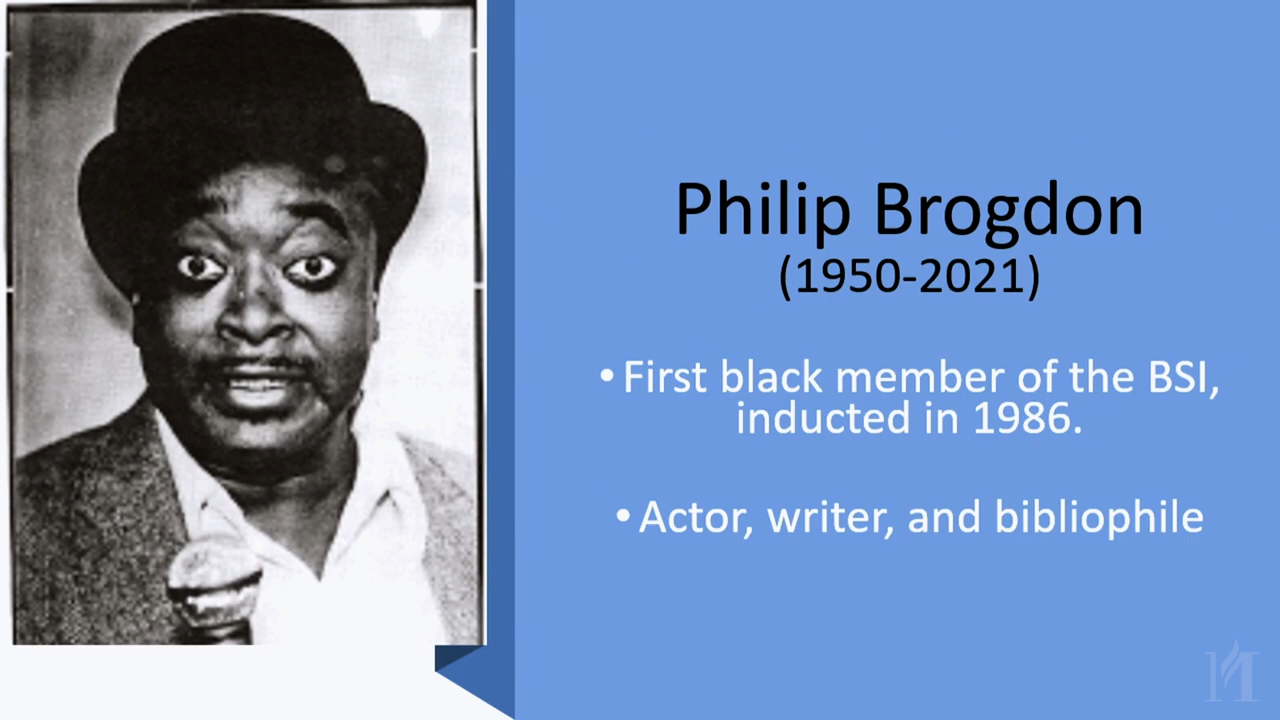 Philip Brogdon
(1950-2021)
•First black member of the BSI,
inducted in 1986.
•Actor, writer, and bibliophile